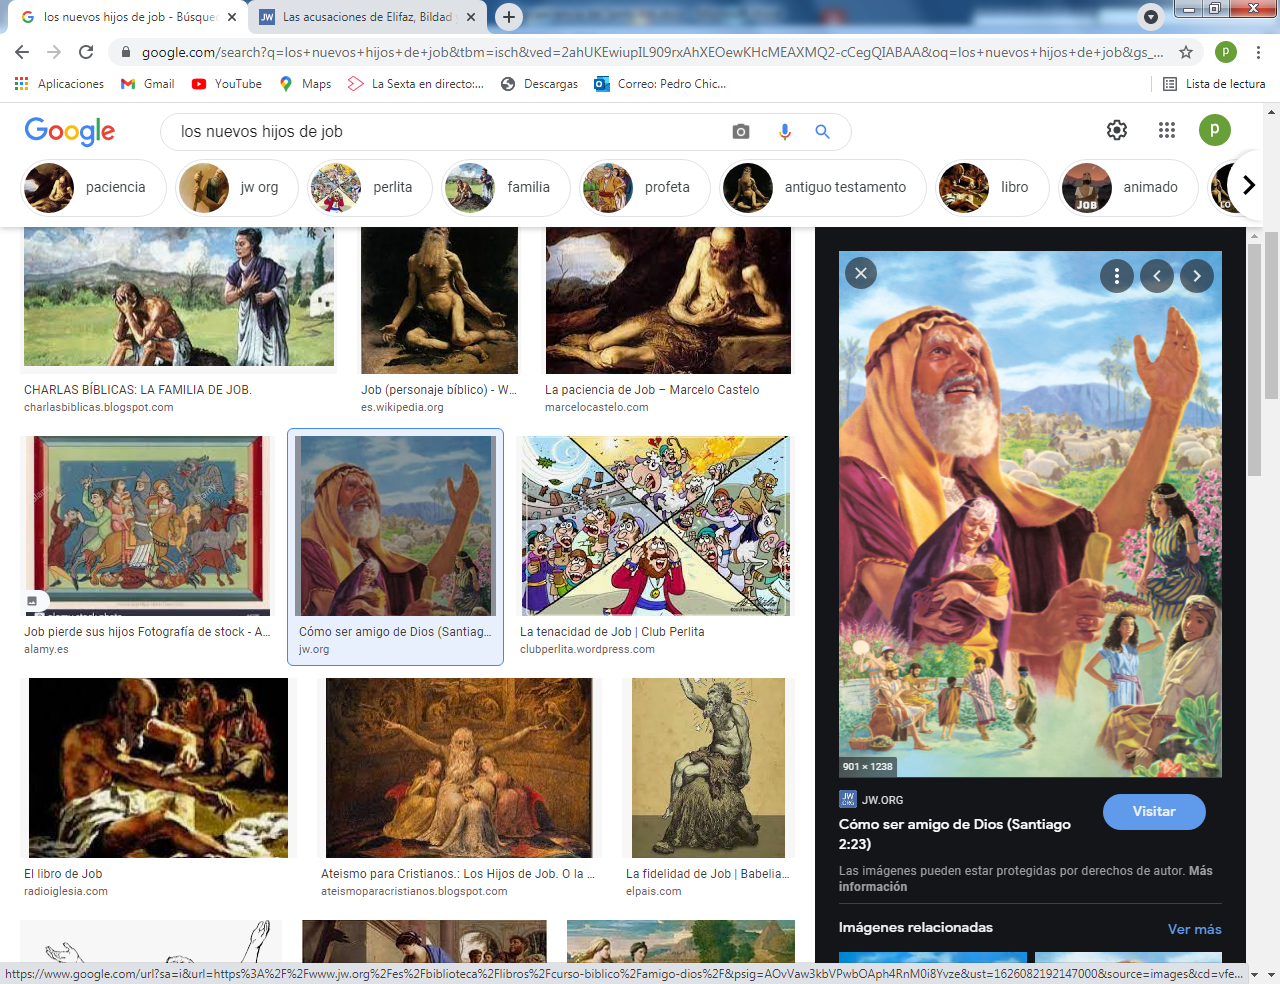 los nuevos hijos de job - Búsque
Las acusaciones de Elifaz, Bildad
google.com/search?q=los+nuevos+hijos+de+job&tbm=isch&ved=2ahUKEwiupIL909rxAhXEOewKHcMEAXMQ2-cCegQIABAA&oq=los+nuevos+hijos+de+job&gs_...
p
Aplicaciones
Gmail
YouTube
Maps
La Sexta en directo:...
Descargas
Correo: Pedro Chic...
Lista de lectura
Google
los nuevos hijos de job
p
paciencia
jw org
perlita
familia
profeta
antiguo testamento
libro
JOB
animado
CHARLAS BÍBLICAS: LA FAMILIA DE JOB.
charlasbiblicas.blogspot.com
Job (personaje bíblico) - W...
es.wikipedia.org
La paciencia de Job – Marcelo Castelo
marcelocastelo.com
Job pierde sus hijos Fotografía de stock - A...
alamy.es
Cómo ser amigo de Dios (Santiag...
jw.org
La tenacidad de Job | Club Perlita
clubperlita.wordpress.com
El libro de Job
radioiglesia.com
Ateismo para Cristianos.: Los Hijos de Job. O la ...
ateismoparacristianos.blogspot.com
La fidelidad de Job | Babelia...
elpais.com
901 × 1238
JW.ORG
JW.ORG
Cómo ser amigo de Dios (Santiago
2:23)
Visitar
Las imágenes pueden estar protegidas por derechos de autor. Más
información
Imágenes relacionadas
Ver más
https://www.google.com/url?sa=i&url=https%3A%2F%2Fwww.jw.org%2Fes%2Fbiblioteca%2Flibros%2Fcurso-biblico%2Famigo-dios%2F&psig=AOvVaw3kbVPwbOAph4RnM0i8Yvze&ust=1626082192147000&source=images&cd=vfe...